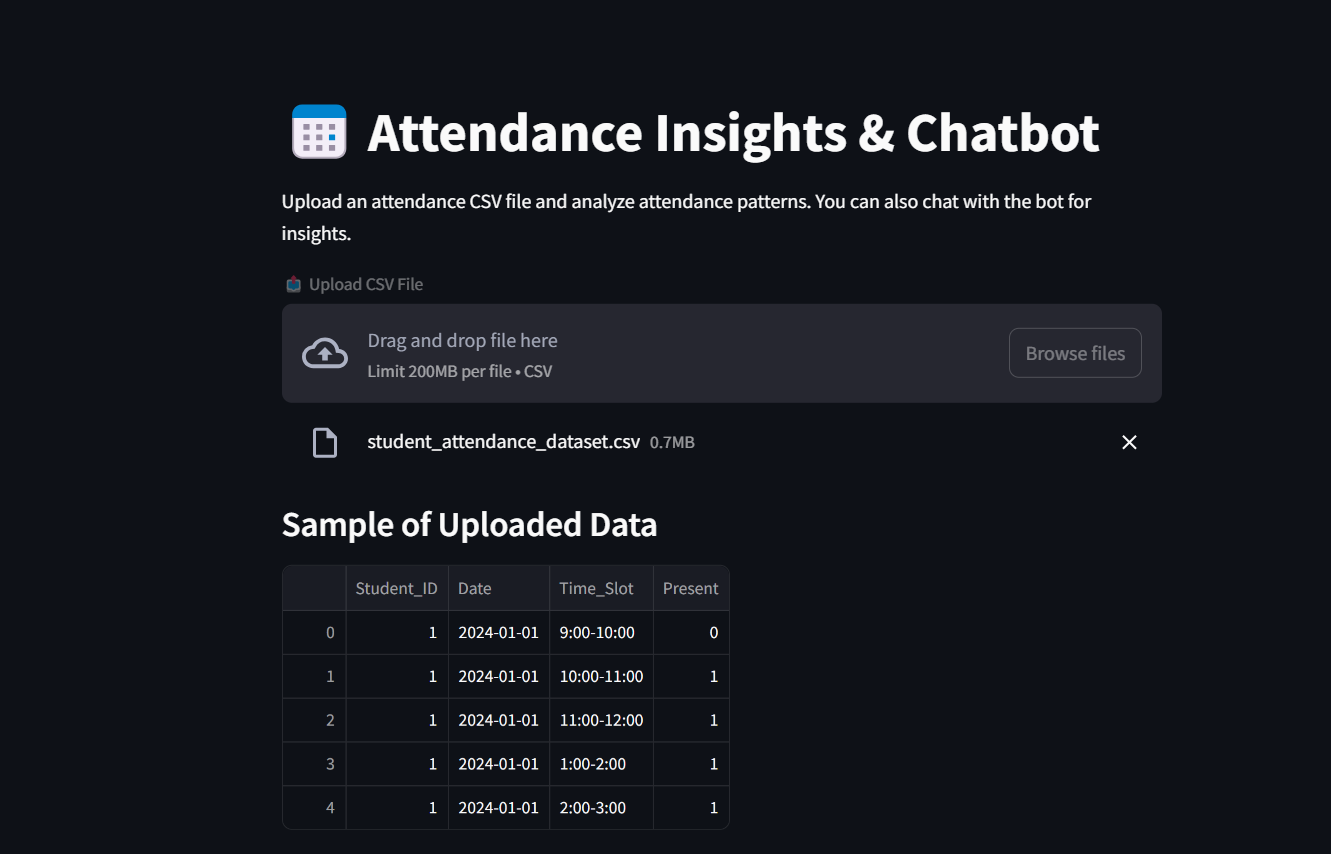 Attendance Insights & Chatbot
Upload an attendance CSV file and analyze attendance patterns. You can also chat with the bot for
insights.
Upload CSV File
Drag and drop file here
Limit 200MB per file • CSV
Browse files
student_attendance_dataset.csv 0.7MB
Sample of Uploaded Data
Student_ID Date Time_Slot Present
0 1 2024-01-01 9:00-10:00 0
1 1 2024-01-01 10:00-11:00 1
2 1 2024-01-01 11:00-12:00 1
3 1 2024-01-01 1:00-2:00 1
4 1 2024-01-01 2:00-3:00 1